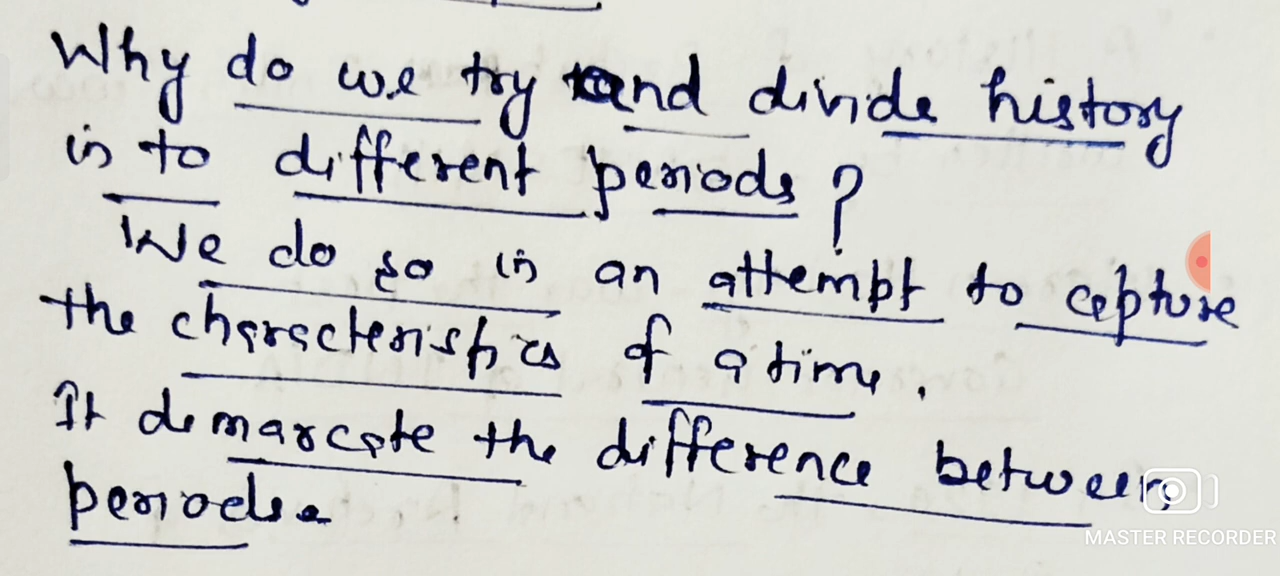 Why do we try and divide history
in to different periods ?
We do so in an attempt to capture
the characteristics of a time.
It demarcate the difference between
periods.
MASTER RECORDER